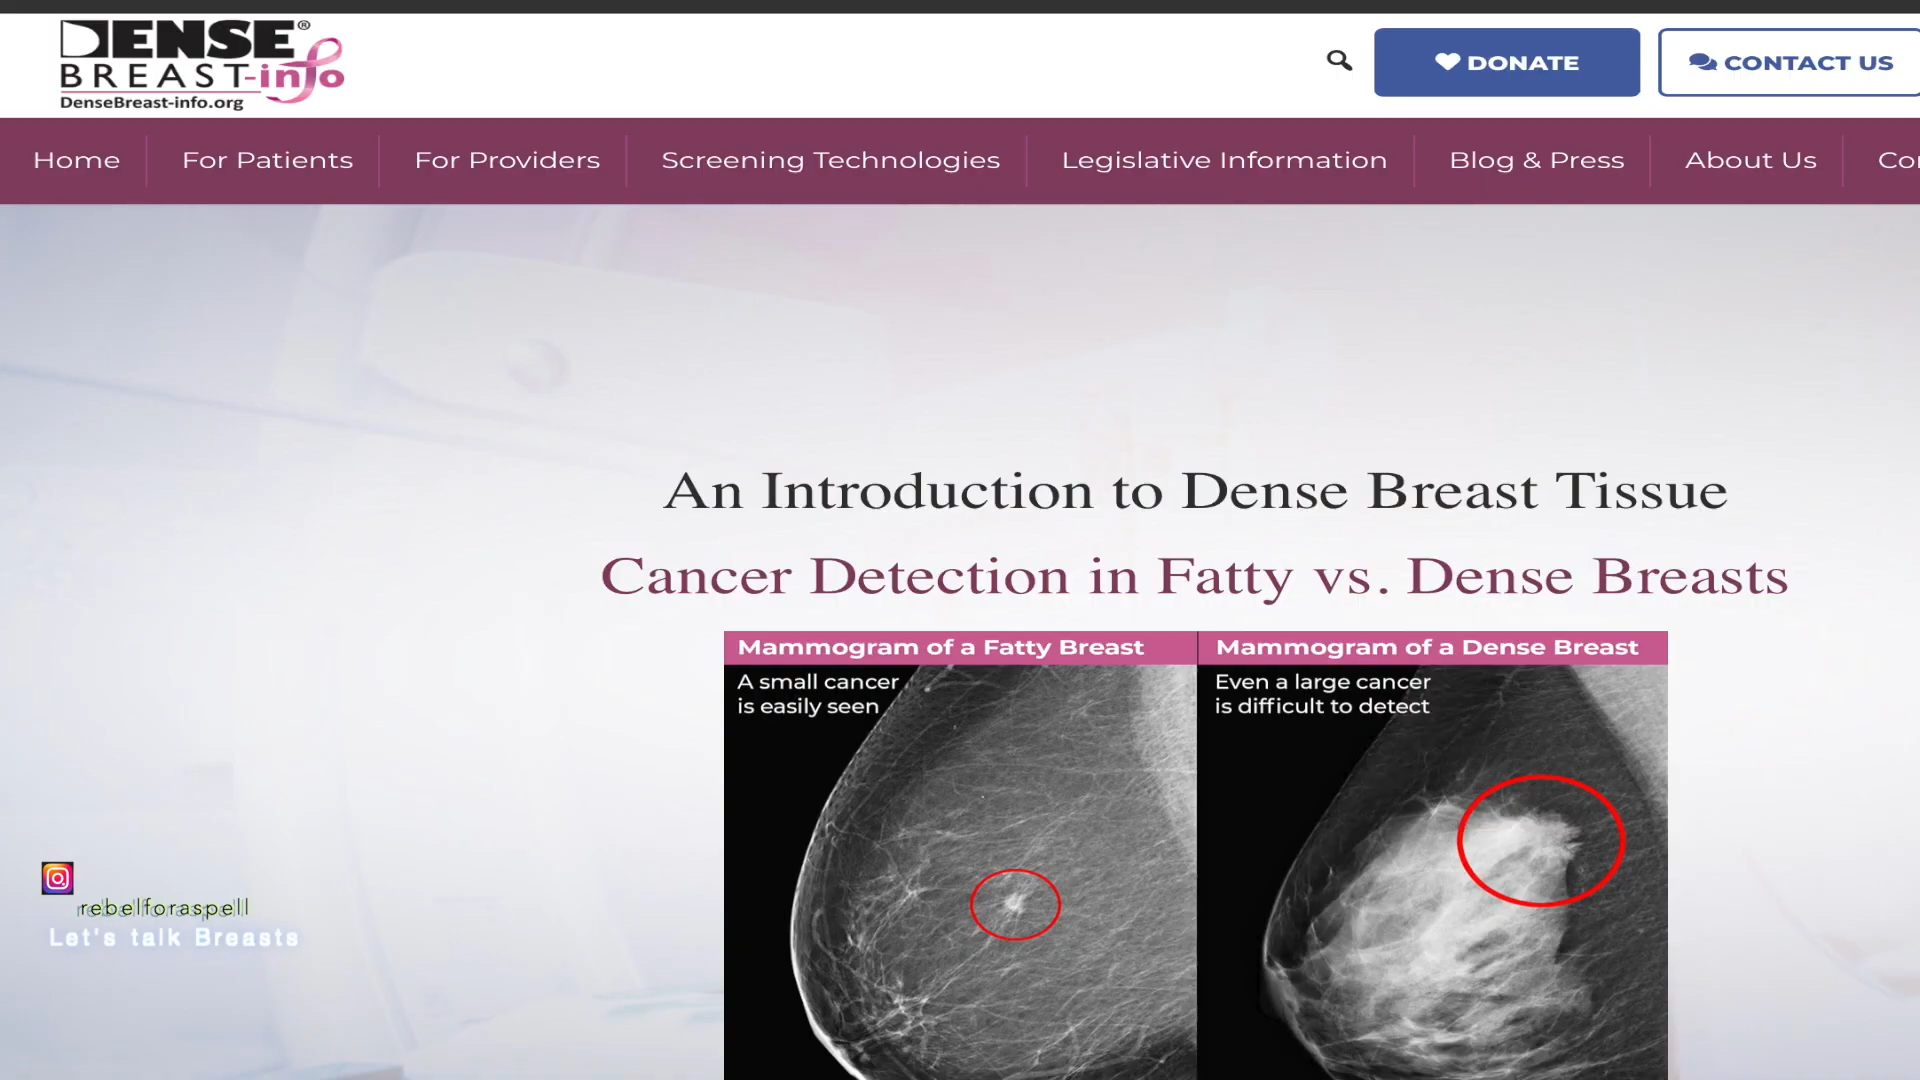 DENSE®
BREAST-info
DenseBreast-info.org
DONATE
CONTACT US
Home
For Patients
For Providers
Screening Technologies
Legislative Information
Blog & Press
About Us
An Introduction to Dense Breast Tissue
Cancer Detection in Fatty vs. Dense Breasts
Mammogram of a Fatty Breast
A small cancer
is easily seen
Mammogram of a Dense Breast
Even a large cancer
is difficult to detect
rebelforaspell
Let's talk Breasts